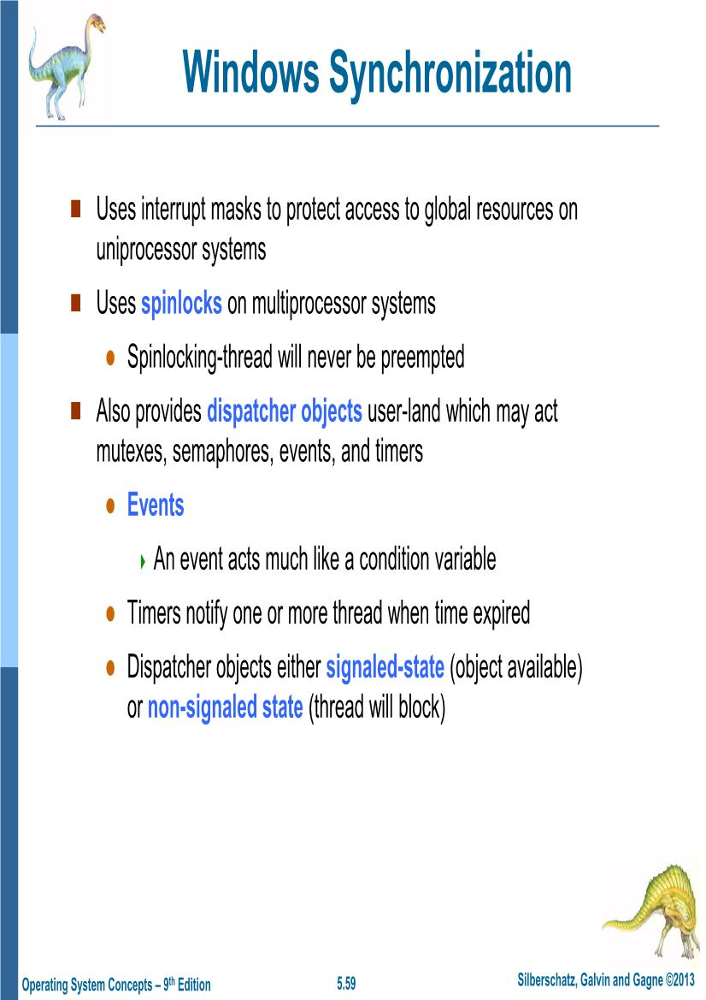 Windows Synchronization
Uses interrupt masks to protect access to global resources on
uniprocessor systems
Uses spinlocks on multiprocessor systems
Spinlocking-thread will never be preempted
Also provides dispatcher objects user-land which may act
mutexes, semaphores, events, and timers
Events
An event acts much like a condition variable
Timers notify one or more thread when time expired
Dispatcher objects either signaled-state (object available)
or non-signaled state (thread will block)
Operating System Concepts – 9th Edition
5.59
Silberschatz, Galvin and Gagne ©2013